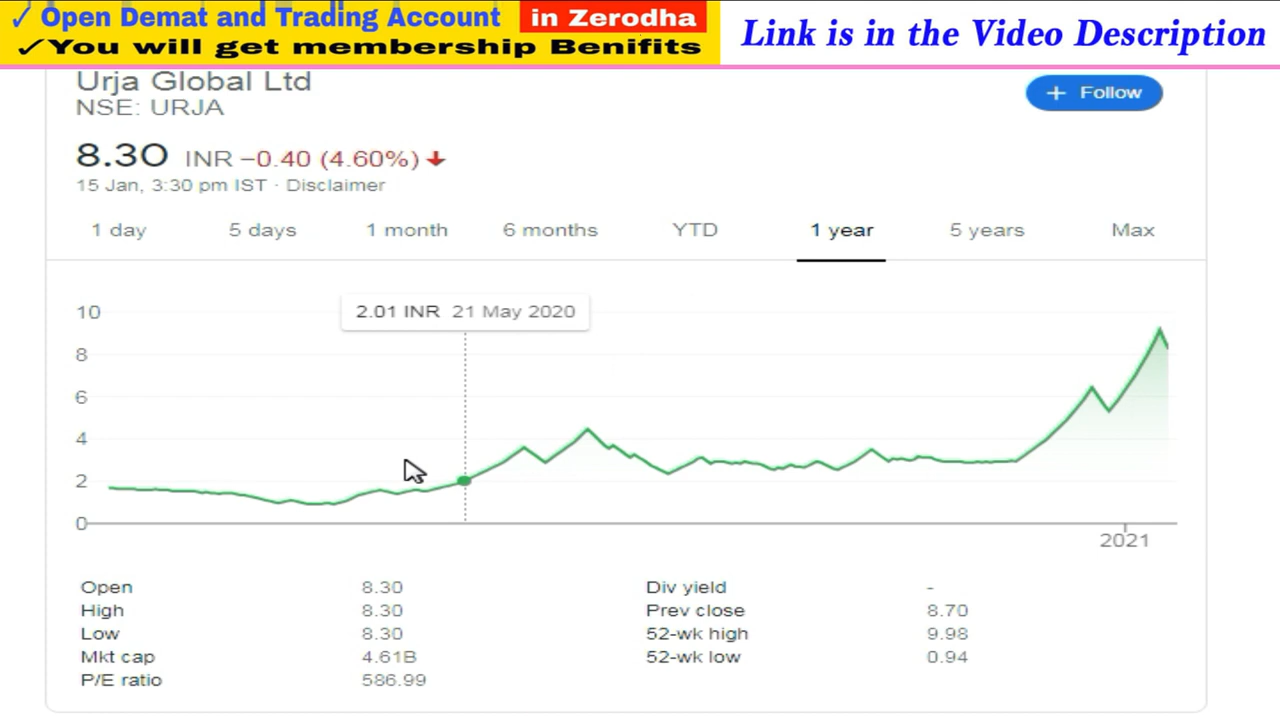 ✓ Open Demat and Trading Account in Zerodha
✓You will get membership Benifits
Link is in the Video Description
Urja Global Ltd
NSE: URJA
+ Follow
8.30 INR −0.40 (4.60%) ↓
15 Jan, 3:30 pm IST · Disclaimer
1 day 5 days 1 month 6 months YTD 1 year 5 years Max
2.01 INR 21 May 2020
10
8
6
4
2
0
2021
Open 8.30 Div yield -
High 8.30 Prev close 8.70
Low 8.30 52-wk high 9.98
Mkt cap 4.61B 52-wk low 0.94
P/E ratio 586.99